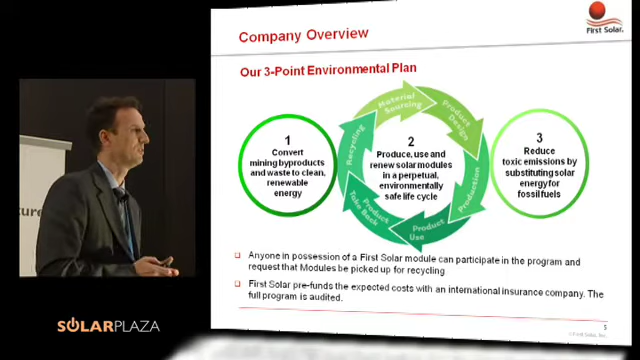 Company Overview
First Solar.
Our 3-Point Environmental Plan
1
Convert
mining byproducts
and waste to clean,
renewable
energy
Material
Sourcing
Product
Design
Production
Product
Use
Product
Take Back
Recycling
2
Produce, use and
renew solar modules
in a perpetual,
environmentally
safe life cycle
3
Reduce
toxic emissions by
substituting solar
energy for
fossil fuels
Anyone in possession of a First Solar module can participate in the program and
request that Modules be picked up for recycling
First Solar pre-funds the expected costs with an international insurance company. The
full program is audited.
SOLARPLAZA